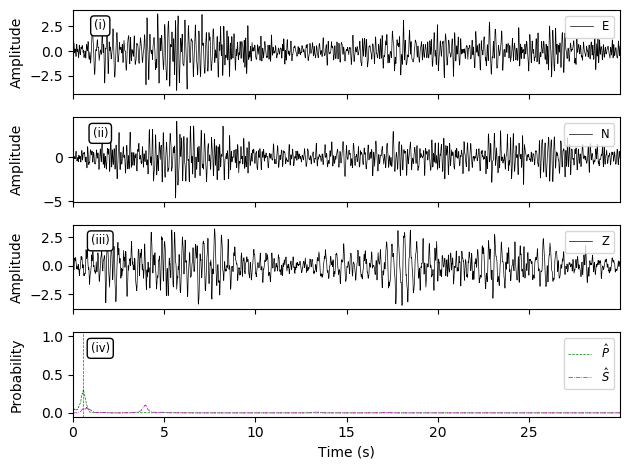 Amplitude
2.5
0.0
−2.5
(i)
E
Amplitude
0
−5
(ii)
N
Amplitude
2.5
0.0
−2.5
(iii)
Z
Probability
1.0
0.5
0.0
(iv)
P̂
Ŝ
0 5 10 15 20 25
Time (s)